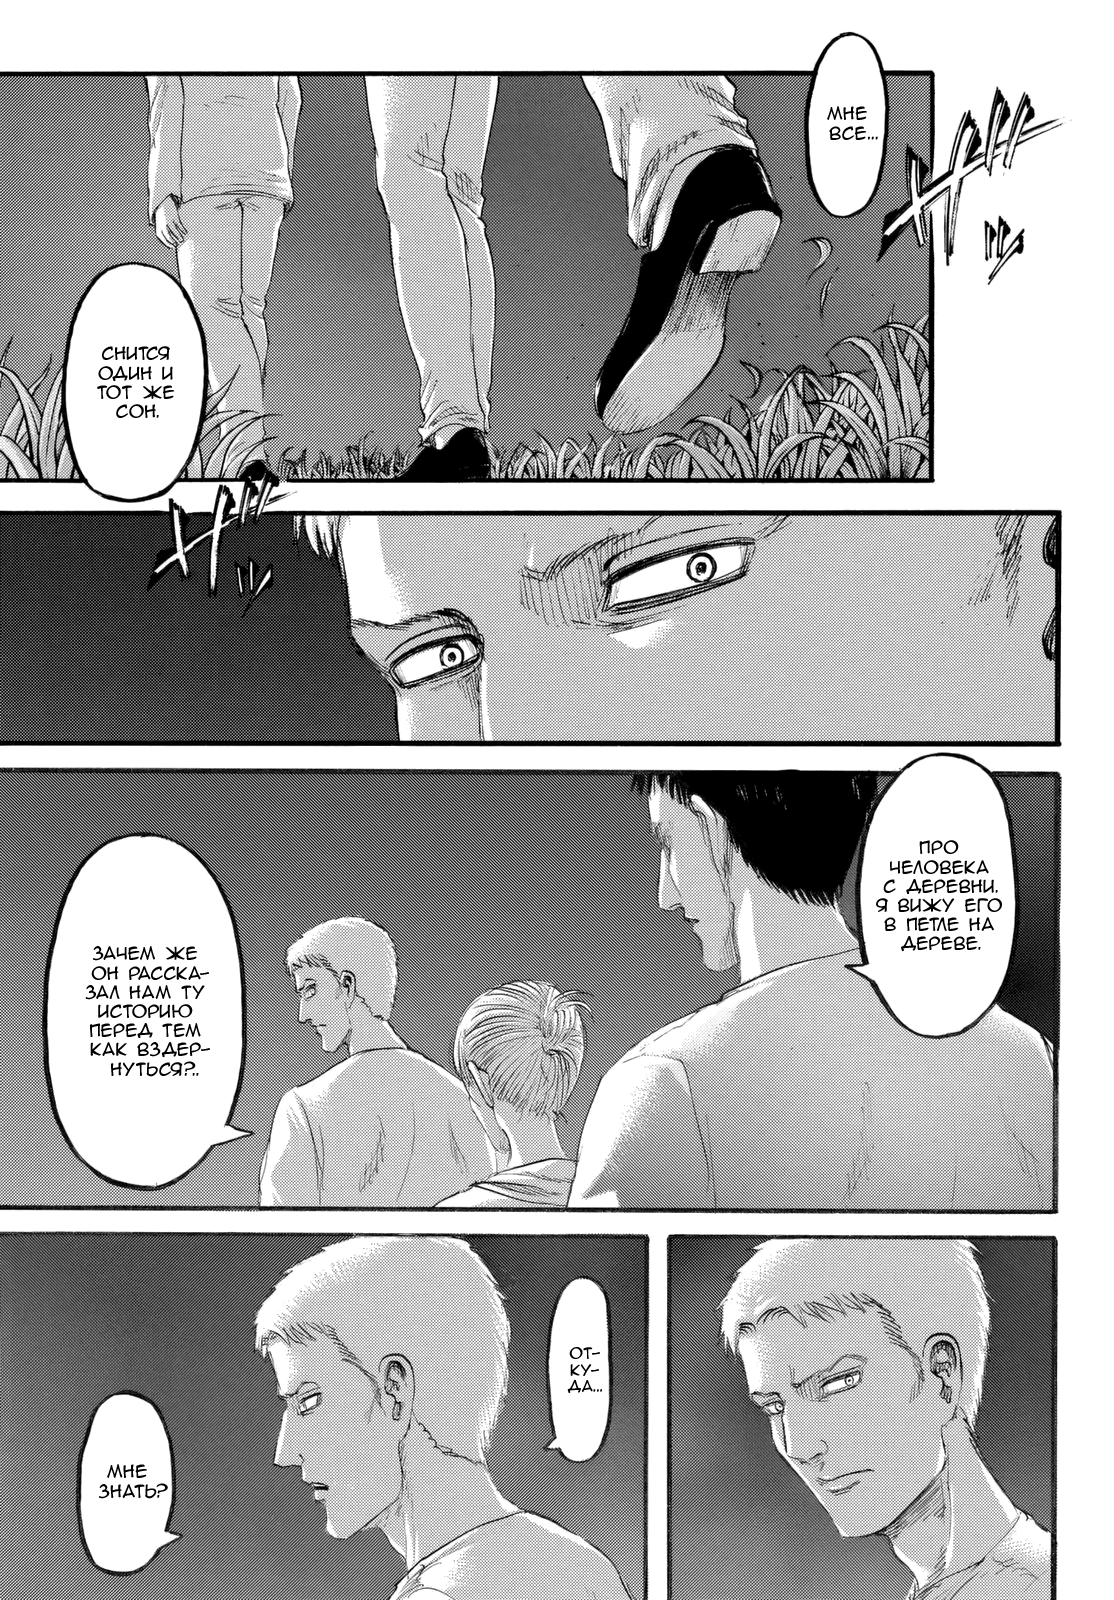 МНЕ
ВСЕ...
СНИТСЯ
ОДИН И
ТОТ ЖЕ
СОН.
ПРО
ЧЕЛОВЕКА
С ДЕРЕВНИ.
Я ВИЖУ ЕГО
В ПЕТЛЕ НА
ДЕРЕВЕ.
ЗАЧЕМ ЖЕ
ОН РАССКА-
ЗАЛ НАМ ТУ
ИСТОРИЮ
ПЕРЕД ТЕМ
КАК ВЗДЕР-
НУТЬСЯ?..
ОТ-
КУ-
ДА...
МНЕ
ЗНАТЬ?